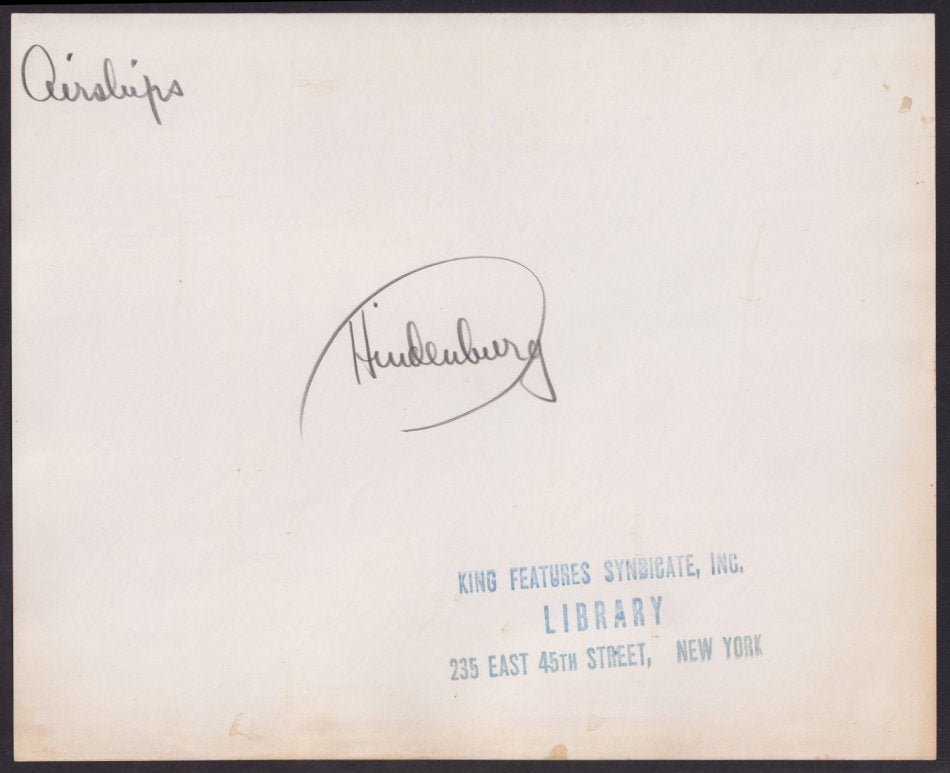 Airships
Hindenburg
KING FEATURES SYNDICATE, INC.
LIBRARY
235 EAST 45TH STREET, NEW YORK